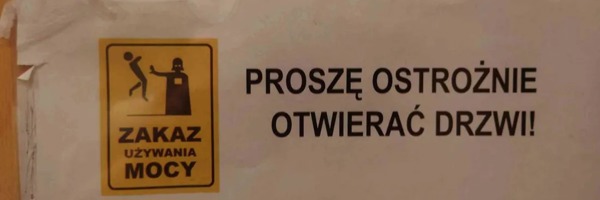 ZAKAZ
UŻYWANIA
MOCY
PROSZĘ OSTROŻNIE
OTWIERAĆ DRZWI!